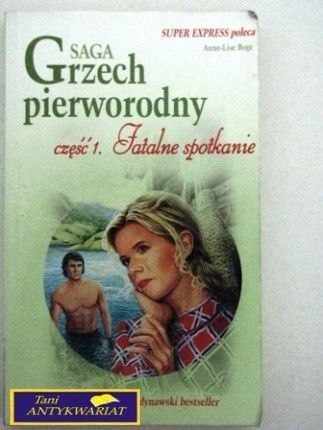 SUPER EXPRESS poleca
Anne-Lise Boge
SAGA
Grzech
pierworodny
część 1. Fatalne spotkanie
dynawski bestseller
Tani
ANTYKWARIAT